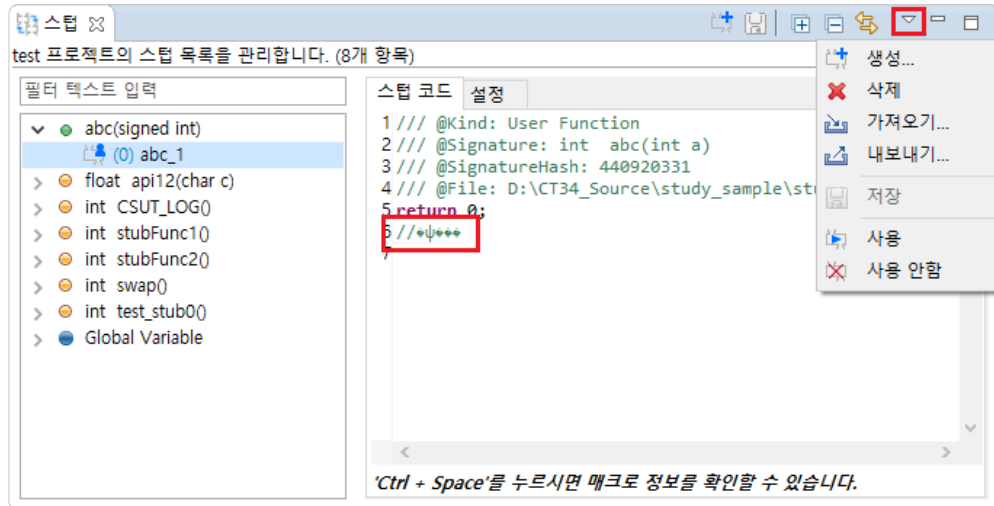 스텁
test 프로젝트의 스텁 목록을 관리합니다. (8개 항목)
필터 텍스트 입력
abc(signed int)
(0) abc_1
float api12(char c)
int CSUT_LOG()
int stubFunc1()
int stubFunc2()
int swap()
int test_stub0()
Global Variable
스텁 코드 설정
1 /// @Kind: User Function
2 /// @Signature: int abc(int a)
3 /// @SignatureHash: 440920331
4 /// @File: D:\CT34_Source\study_sample\stu
5 return 0;
6 //�ψ���
7
'Ctrl + Space'를 누르시면 매크로 정보를 확인할 수 있습니다.
생성...
삭제
가져오기...
내보내기...
저장
사용
사용 안함